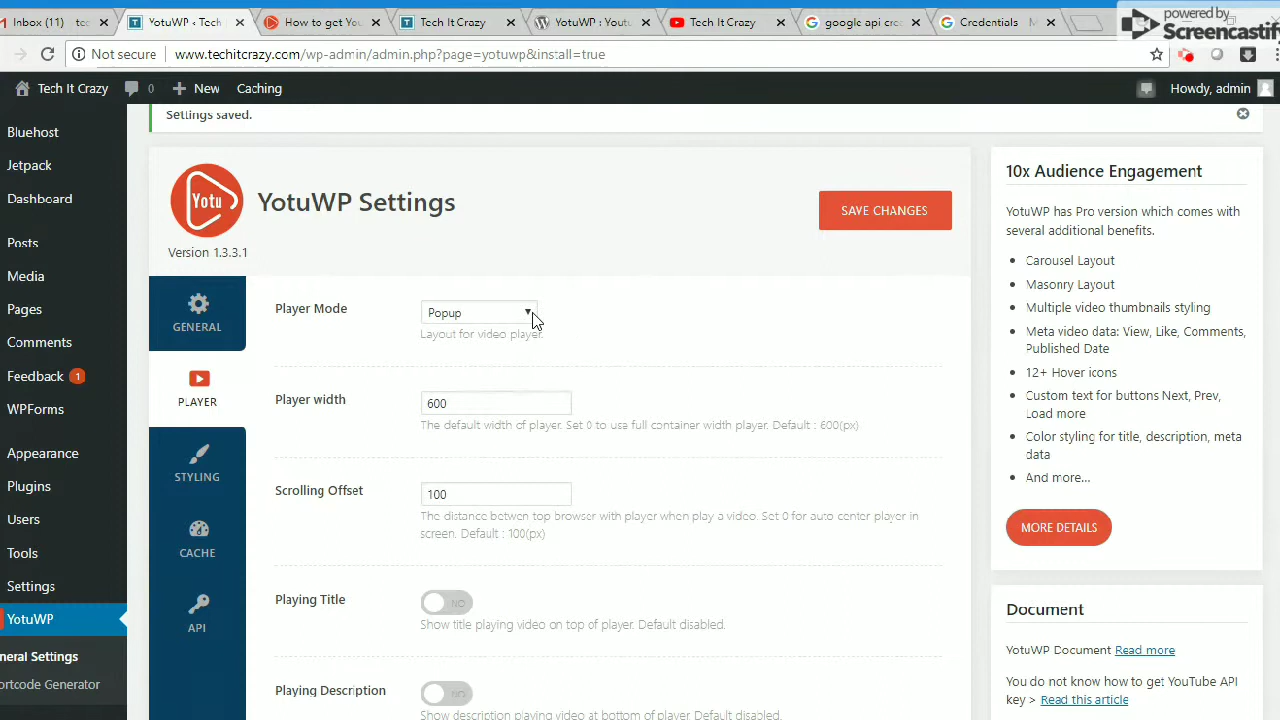 Inbox (11) - tec
YotuWP ‹ Tech
How to get You
Tech It Crazy
YotuWP : Youtu
Tech It Crazy
google api cre
Credentials
powered by
Screencastify
Not secure
www.techitcrazy.com/wp-admin/admin.php?page=yotuwp&install=true
Tech It Crazy
0
New
Caching
Howdy, admin
Bluehost
Jetpack
Dashboard
Posts
Media
Pages
Comments
Feedback 1
WPForms
Appearance
Plugins
Users
Tools
Settings
YotuWP
neral Settings
ortcode Generator
Settings saved.
Yotu
YotuWP Settings
Version 1.3.3.1
SAVE CHANGES
GENERAL
PLAYER
STYLING
CACHE
API
Player Mode
Popup
Layout for video player.
Player width
600
The default width of player. Set 0 to use full container width player. Default : 600(px)
Scrolling Offset
100
The distance betwen top browser with player when play a video. Set 0 for auto center player in
screen. Default : 100(px)
Playing Title
NO
Show title playing video on top of player. Default disabled.
Playing Description
NO
Show description playing video at bottom of player Default disabled.
10x Audience Engagement
YotuWP has Pro version which comes with
several additional benefits.
Carousel Layout
Masonry Layout
Multiple video thumbnails styling
Meta video data: View, Like, Comments,
Published Date
12+ Hover icons
Custom text for buttons Next, Prev,
Load more
Color styling for title, description, meta
data
And more...
MORE DETAILS
Document
YotuWP Document Read more
You do not know how to get YouTube API
key > Read this article